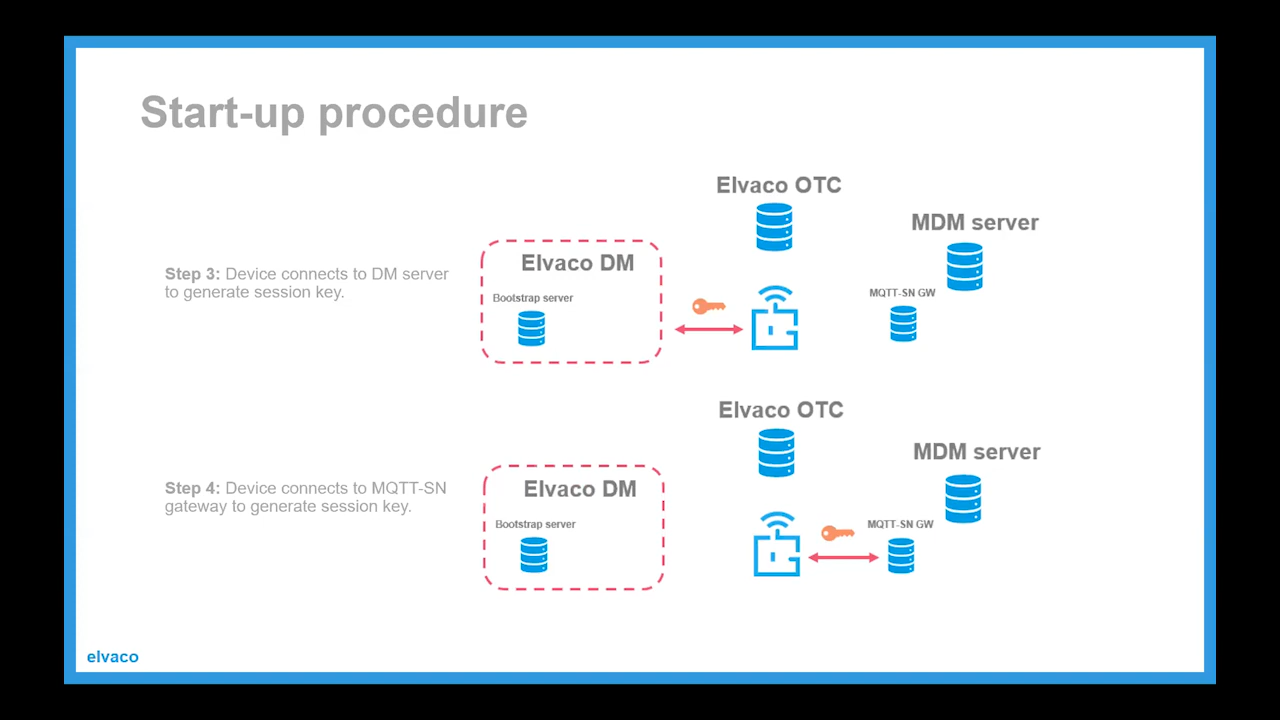 Start-up procedure
Elvaco OTC
MDM server
Step 3: Device connects to DM server
to generate session key.
Elvaco DM
Bootstrap server
MQTT-SN GW
Elvaco OTC
MDM server
Step 4: Device connects to MQTT-SN
gateway to generate session key.
Elvaco DM
Bootstrap server
MQTT-SN GW
elvaco